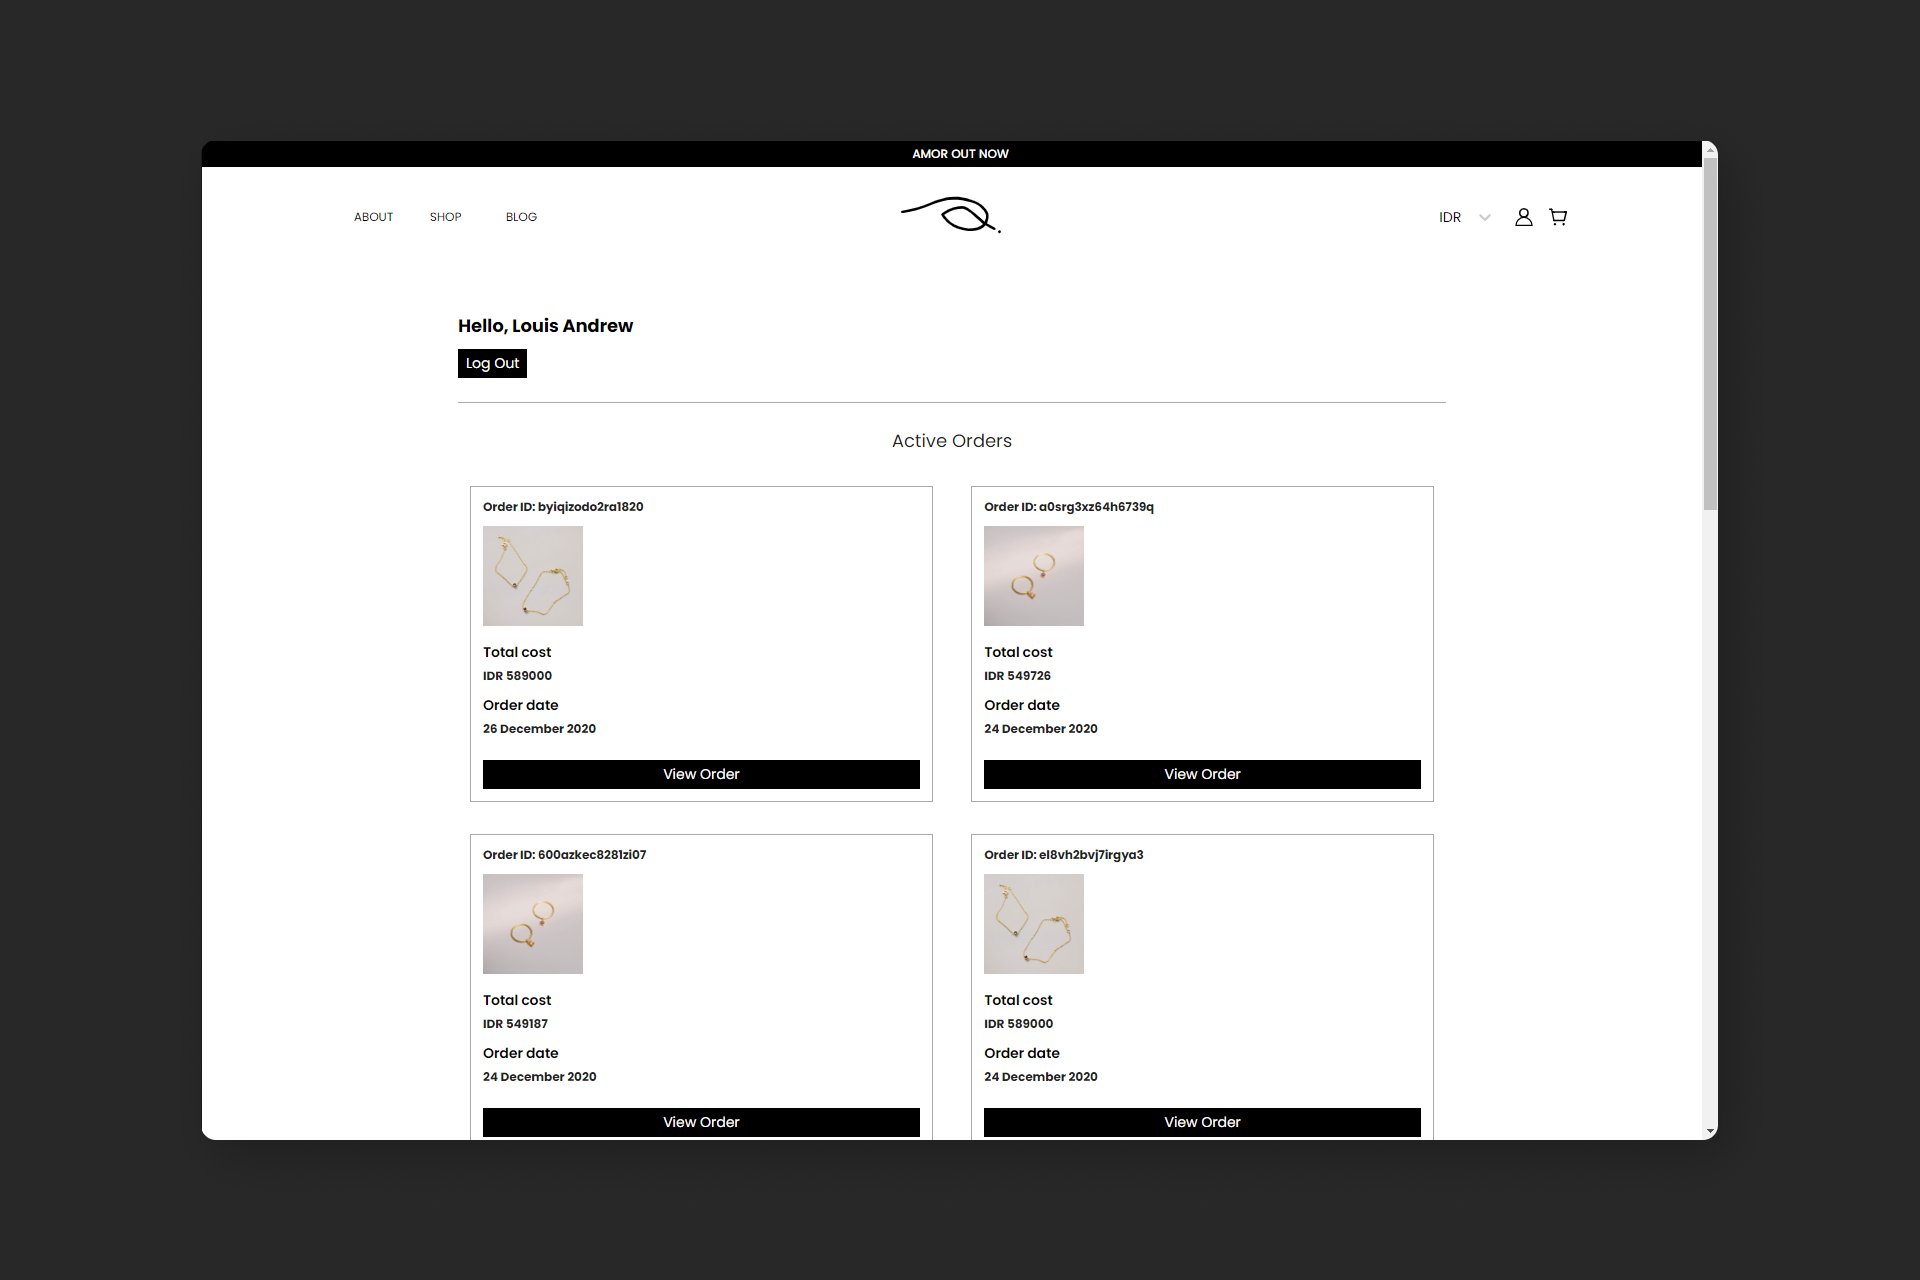 AMOR OUT NOW
ABOUT SHOP BLOG
IDR
Hello, Louis Andrew
Log Out
Active Orders
Order ID: byiqizodo2ra1820
Total cost
IDR 589000
Order date
26 December 2020
View Order
Order ID: a0srg3xz64h6739q
Total cost
IDR 549726
Order date
24 December 2020
View Order
Order ID: 600azkec8281zi07
Total cost
IDR 549187
Order date
24 December 2020
View Order
Order ID: el8vh2bvj7irgya3
Total cost
IDR 589000
Order date
24 December 2020
View Order